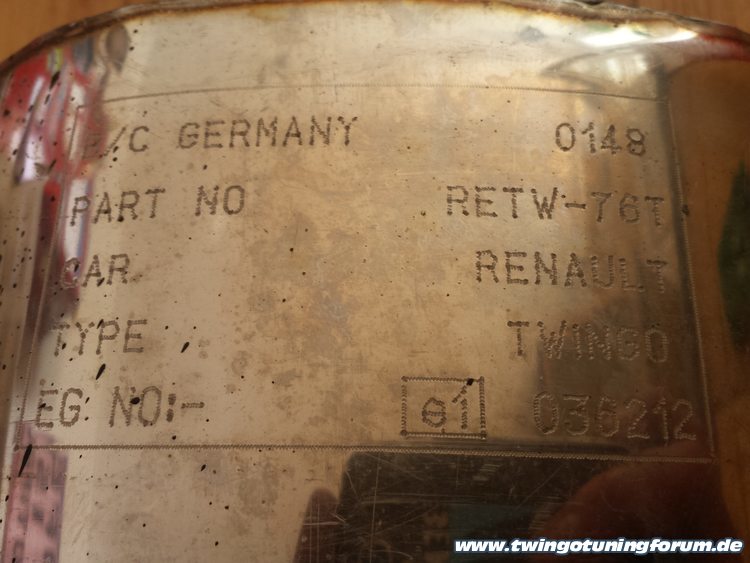 /C GERMANY 0148
PART NO RETW-76T
CAR RENAULT
TYPE TWINGO
EG NO:- e1 036212
www.twingotuningforum.de